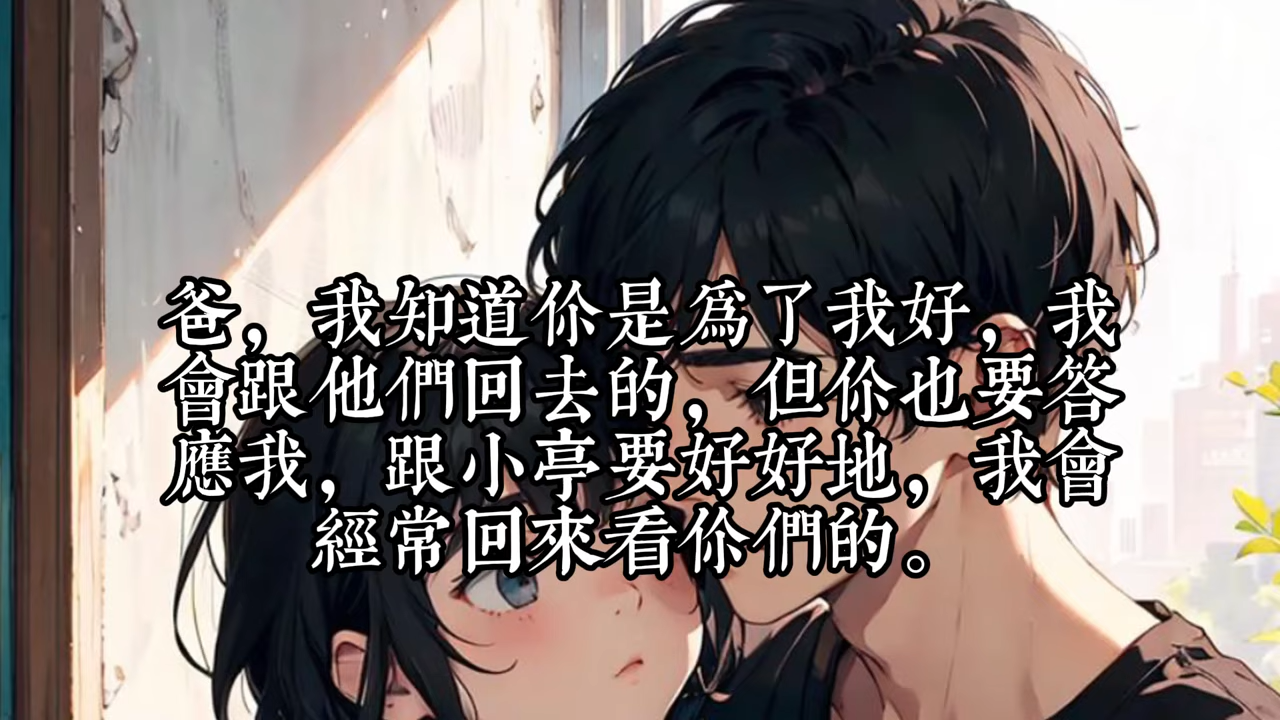 爸，我知道你是爲了我好，我
會跟他們回去的，但你也要答
應我，跟小亭要好好地，我會
經常回來看你們的。